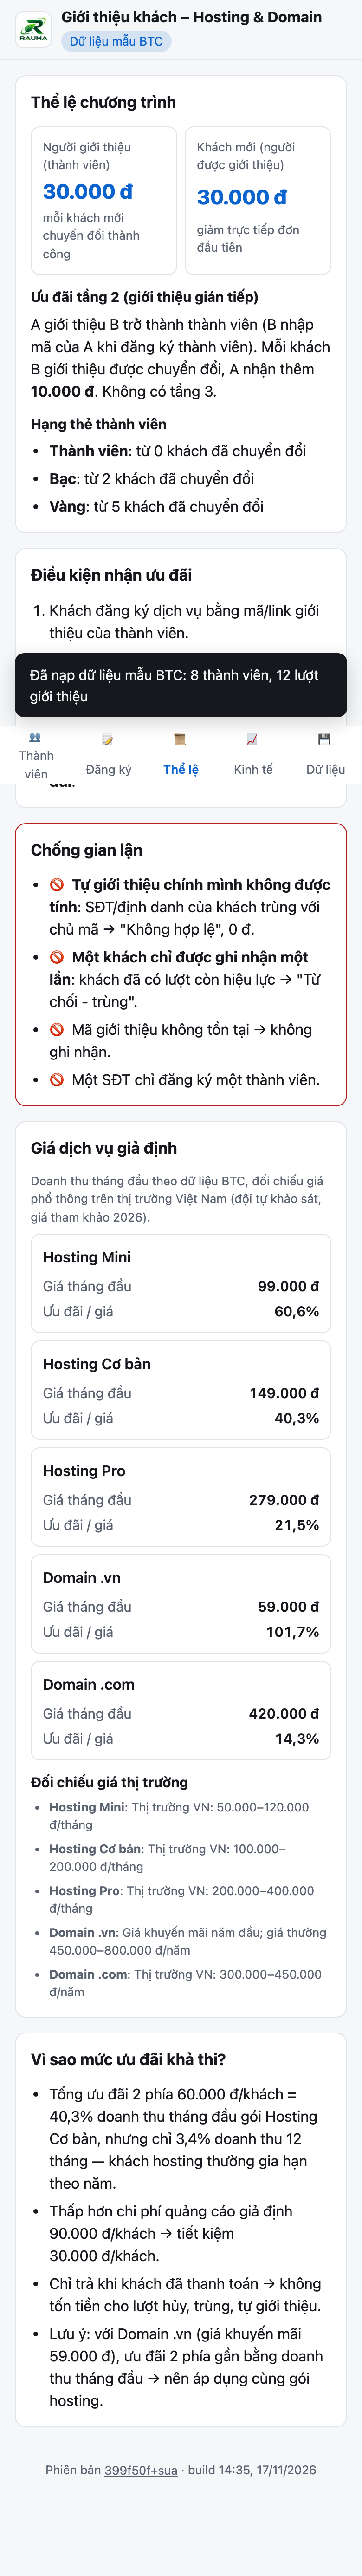 RAUMA
Giới thiệu khách – Hosting & Domain
Dữ liệu mẫu BTC
Thể lệ chương trình
Người giới thiệu
(thành viên)
30.000 đ
mỗi khách mới
chuyển đổi thành
công
Khách mới (người
được giới thiệu)
30.000 đ
giảm trực tiếp đơn
đầu tiên
Ưu đãi tầng 2 (giới thiệu gián tiếp)
A giới thiệu B trở thành thành viên (B nhập
mã của A khi đăng ký thành viên). Mỗi khách
B giới thiệu được chuyển đổi, A nhận thêm
10.000 đ. Không có tầng 3.
Hạng thẻ thành viên
• Thành viên: từ 0 khách đã chuyển đổi
• Bạc: từ 2 khách đã chuyển đổi
• Vàng: từ 5 khách đã chuyển đổi
Điều kiện nhận ưu đãi
1. Khách đăng ký dịch vụ bằng mã/link giới
thiệu của thành viên.
Đã nạp dữ liệu mẫu BTC: 8 thành viên, 12 lượt
giới thiệu
Thành
viên
Đăng ký
Thể lệ
Kinh tế
Dữ liệu
Chống gian lận
• 🚫 Tự giới thiệu chính mình không được
tính: SĐT/định danh của khách trùng với
chủ mã → "Không hợp lệ", 0 đ.
• 🚫 Một khách chỉ được ghi nhận một
lần: khách đã có lượt còn hiệu lực → "Từ
chối - trùng".
• 🚫 Mã giới thiệu không tồn tại → không
ghi nhận.
• 🚫 Một SĐT chỉ đăng ký một thành viên.
Giá dịch vụ giả định
Doanh thu tháng đầu theo dữ liệu BTC, đối chiếu giá
phổ thông trên thị trường Việt Nam (đội tự khảo sát,
giá tham khảo 2026).
Hosting Mini
Giá tháng đầu 99.000 đ
Ưu đãi / giá 60,6%
Hosting Cơ bản
Giá tháng đầu 149.000 đ
Ưu đãi / giá 40,3%
Hosting Pro
Giá tháng đầu 279.000 đ
Ưu đãi / giá 21,5%
Domain .vn
Giá tháng đầu 59.000 đ
Ưu đãi / giá 101,7%
Domain .com
Giá tháng đầu 420.000 đ
Ưu đãi / giá 14,3%
Đối chiếu giá thị trường
• Hosting Mini: Thị trường VN: 50.000–120.000
đ/tháng
• Hosting Cơ bản: Thị trường VN: 100.000–
200.000 đ/tháng
• Hosting Pro: Thị trường VN: 200.000–400.000
đ/tháng
• Domain .vn: Giá khuyến mãi năm đầu; giá thường
450.000–800.000 đ/năm
• Domain .com: Thị trường VN: 300.000–450.000
đ/năm
Vì sao mức ưu đãi khả thi?
• Tổng ưu đãi 2 phía 60.000 đ/khách =
40,3% doanh thu tháng đầu gói Hosting
Cơ bản, nhưng chỉ 3,4% doanh thu 12
tháng — khách hosting thường gia hạn
theo năm.
• Thấp hơn chi phí quảng cáo giả định
90.000 đ/khách → tiết kiệm
30.000 đ/khách.
• Chỉ trả khi khách đã thanh toán → không
tốn tiền cho lượt hủy, trùng, tự giới thiệu.
• Lưu ý: với Domain .vn (giá khuyến mãi
59.000 đ), ưu đãi 2 phía gần bằng doanh
thu tháng đầu → nên áp dụng cùng gói
hosting.
Phiên bản 399f50f+sua · build 14:35, 17/11/2026